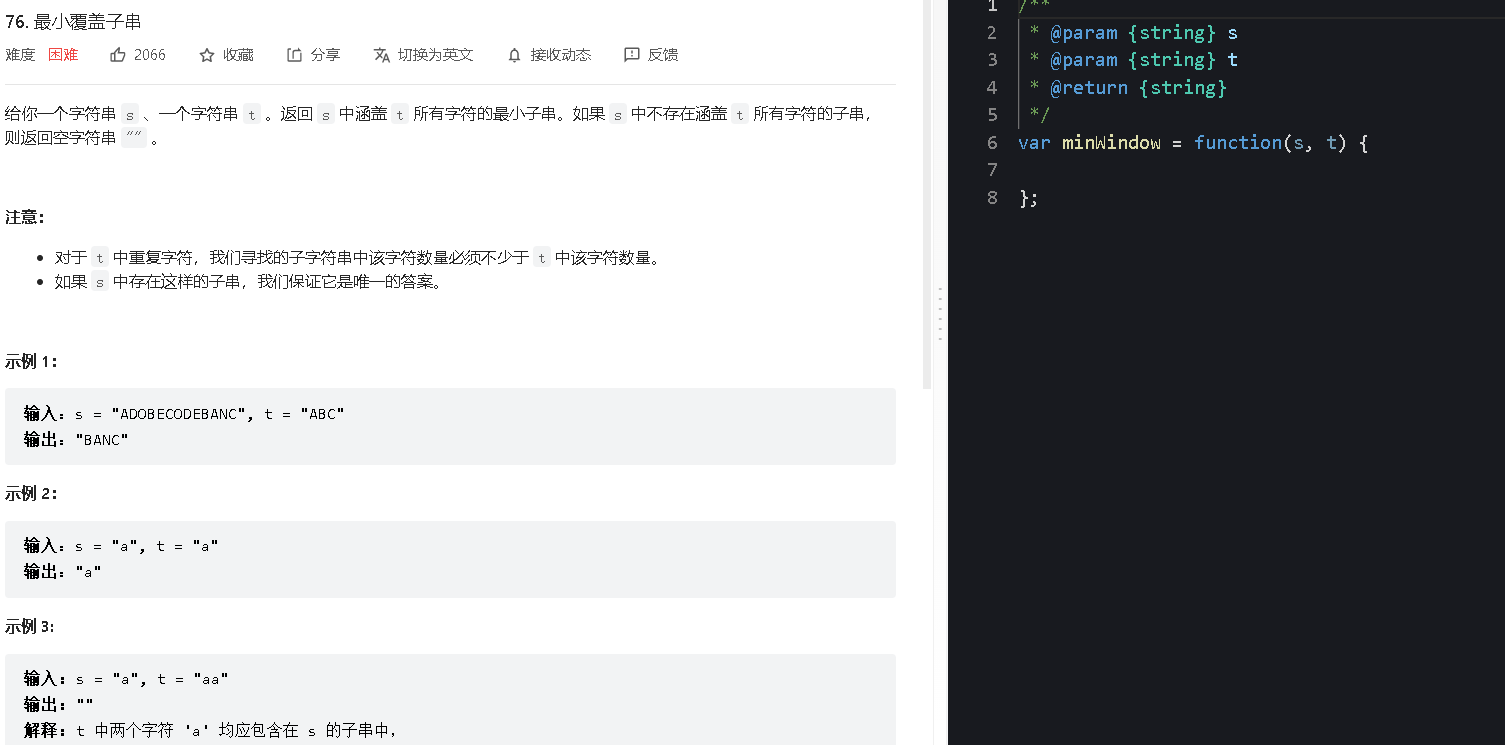 76. 最小覆盖子串
难度 困难 2066 收藏 分享 切换为英文 接收动态 反馈
给你一个字符串 s 、一个字符串 t 。返回 s 中涵盖 t 所有字符的最小子串。如果 s 中不存在涵盖 t 所有字符的子串,
则返回空字符串 "" 。
注意:
对于 t 中重复字符, 我们寻找的子字符串中该字符数量必须不少于 t 中该字符数量。
如果 s 中存在这样的子串, 我们保证它是唯一的答案。
示例 1:
输入: s = "ADOBECODEBANC", t = "ABC"
输出: "BANC"
示例 2:
输入: s = "a", t = "a"
输出: "a"
示例 3:
输入: s = "a", t = "aa"
输出: ""
解释: t 中两个字符 'a' 均应包含在 s 的子串中,
1 /**
2 * @param {string} s
3 * @param {string} t
4 * @return {string}
5 */
6 var minWindow = function(s, t) {
7
8 };